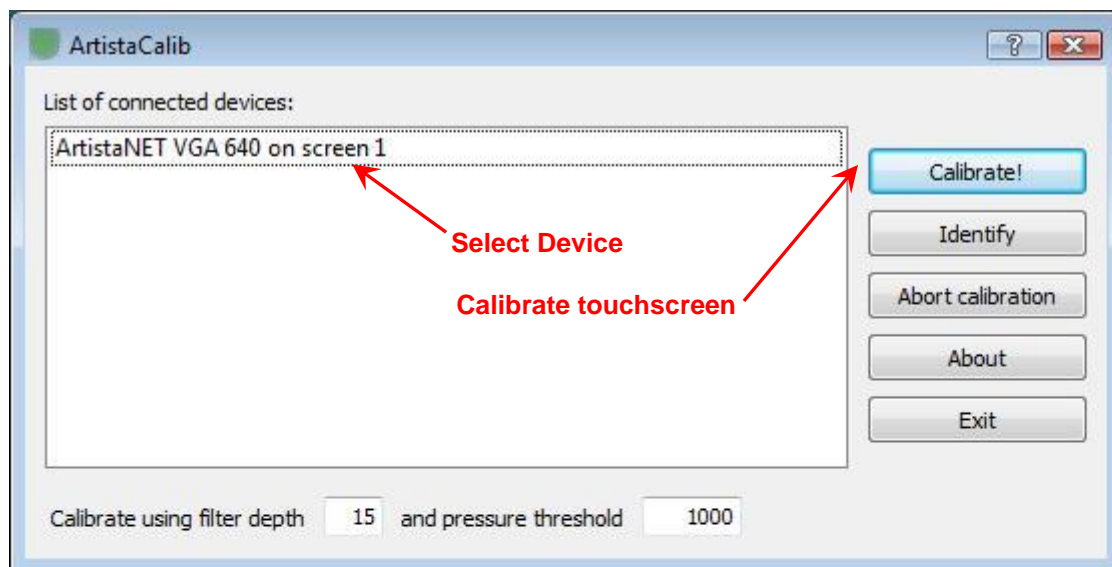 ArtistaCalib
?
List of connected devices:
ArtistaNET VGA 640 on screen 1
Calibrate!
Select Device
Identify
Calibrate touchscreen
Abort calibration
About
Exit
Calibrate using filter depth 15 and pressure threshold 1000